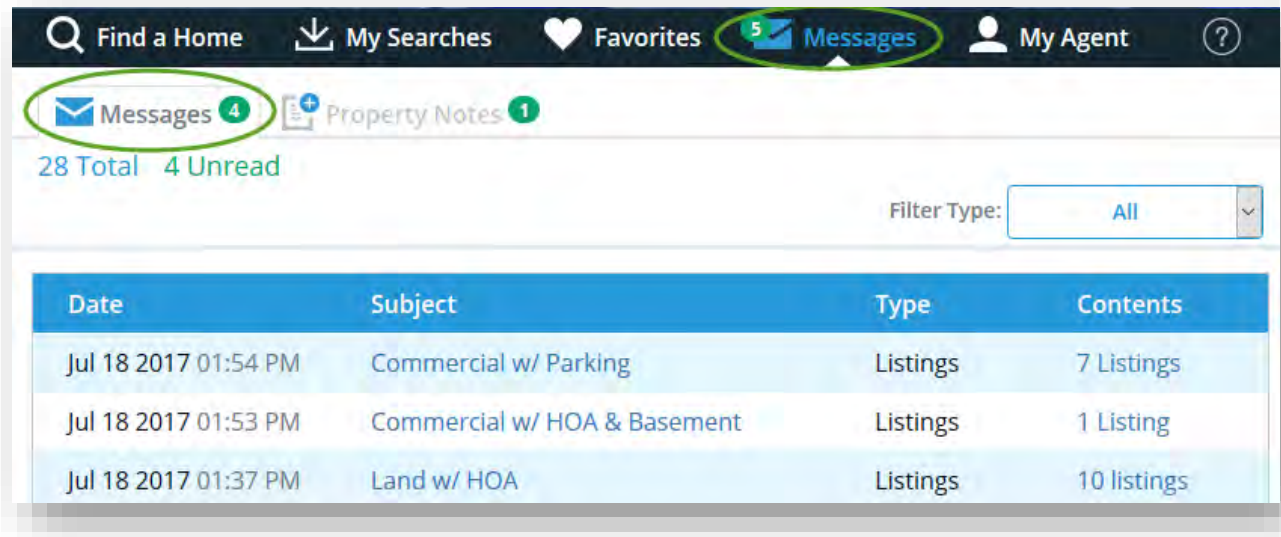 Find a Home My Searches Favorites 5 Messages My Agent ?
Messages 4 Property Notes 1
28 Total 4 Unread
Filter Type: All
Date Subject Type Contents
Jul 18 2017 01:54 PM Commercial w/ Parking Listings 7 Listings
Jul 18 2017 01:53 PM Commercial w/ HOA & Basement Listings 1 Listing
Jul 18 2017 01:37 PM Land w/ HOA Listings 10 listings